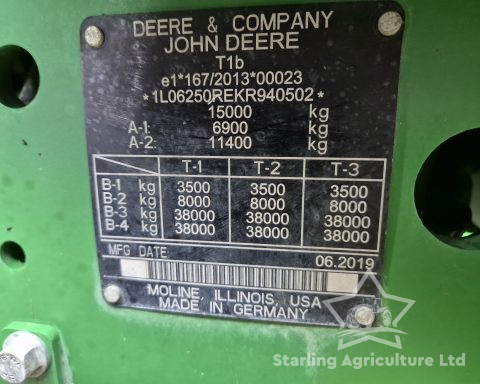 DEERE & COMPANY
JOHN DEERE
T1b
e1*167/2013*00023
*1L06250REKR940502*
15000 kg
A-1: 6900 kg
A-2: 11400 kg
T-1 T-2 T-3
B-1 kg 3500 3500 3500
B-2 kg 8000 8000 8000
B-3 kg 38000 38000 38000
B-4 kg 38000 38000 38000
MFG DATE: 06.2019
MOLINE, ILLINOIS, USA
MADE IN GERMANY
Starling Agriculture Ltd